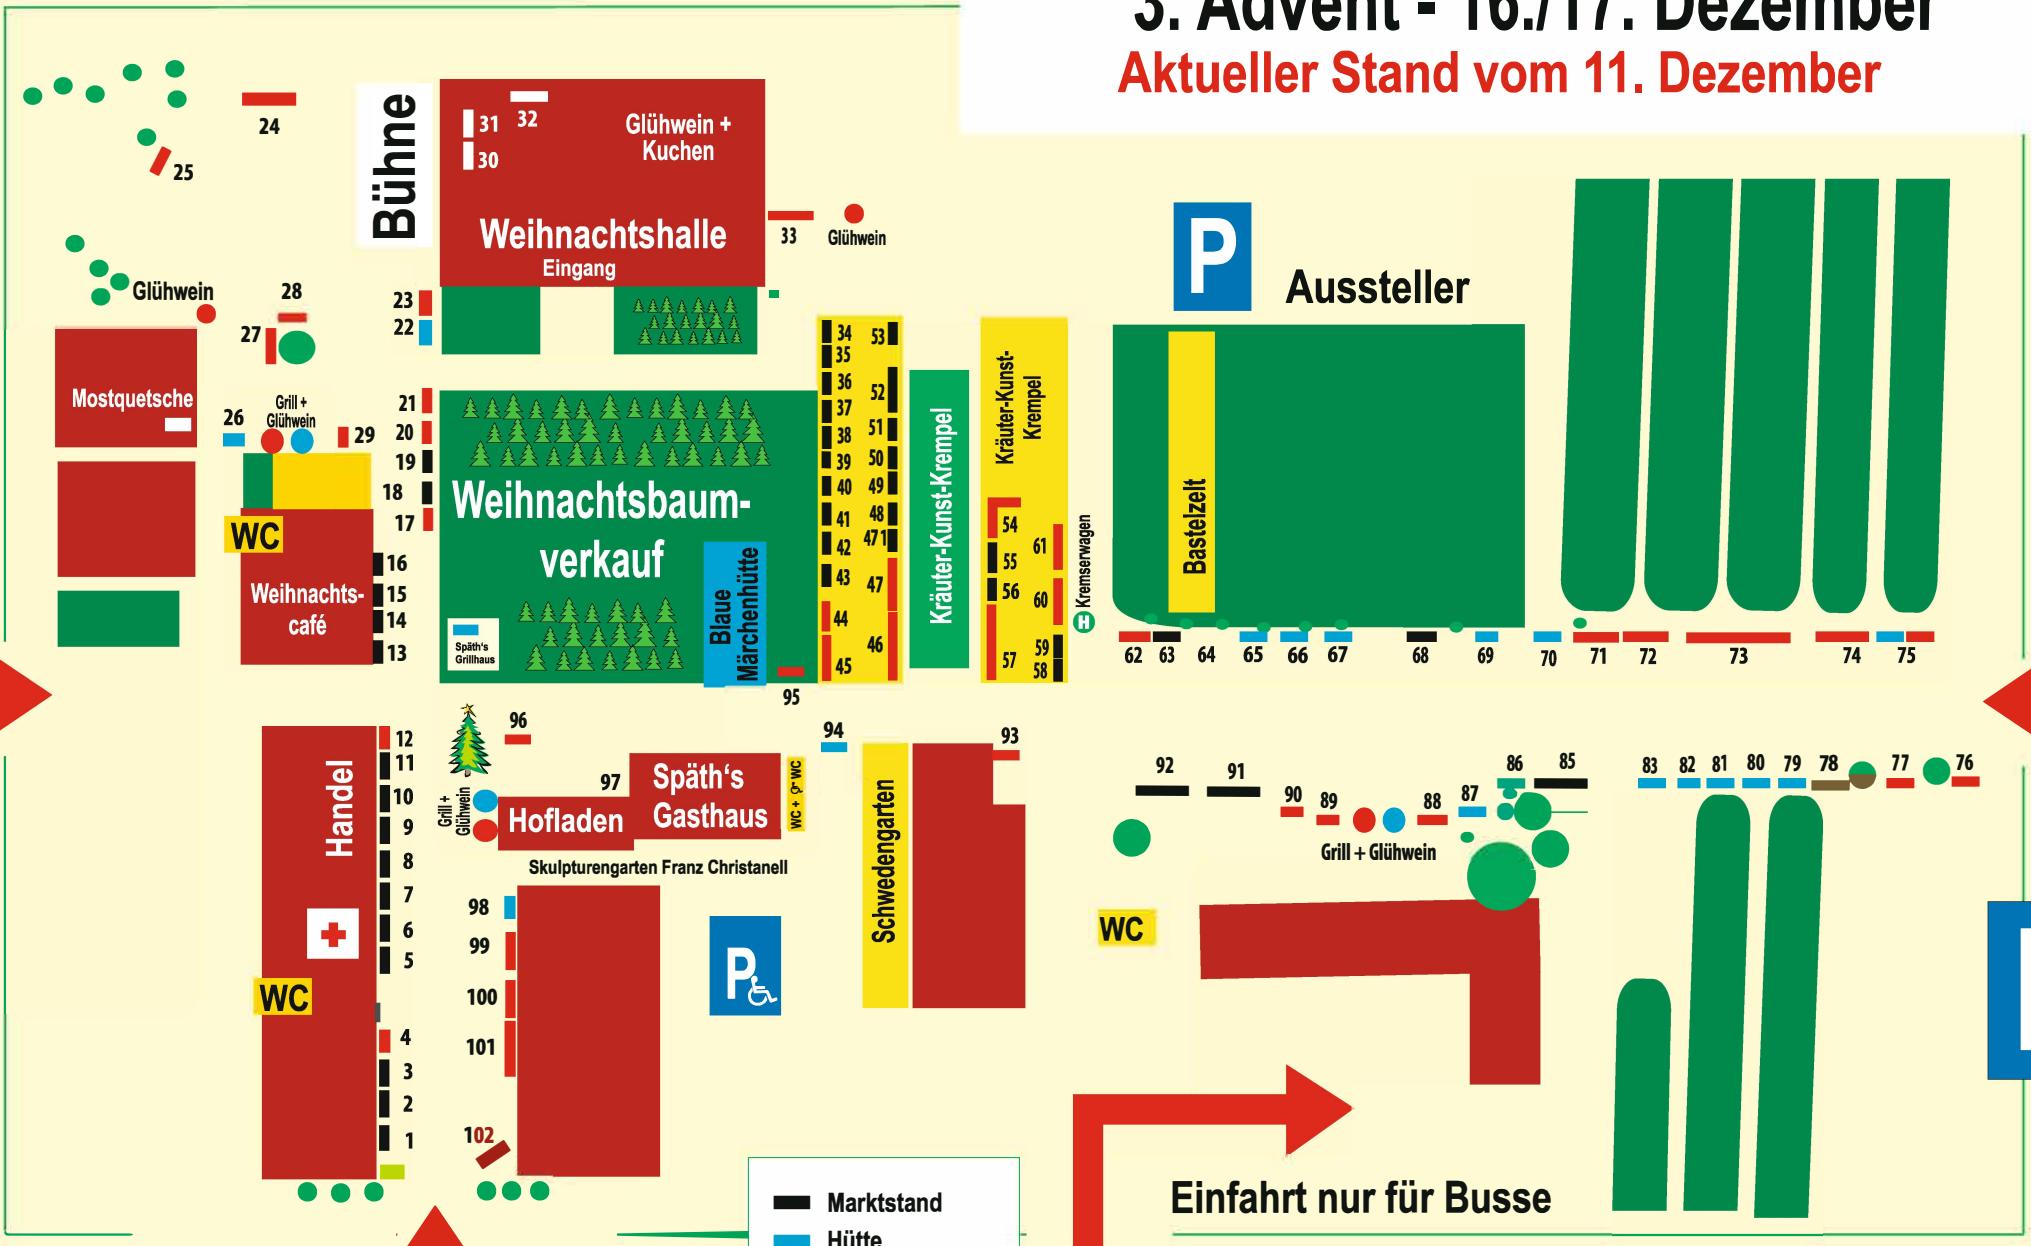 3. Advent - 16./17. Dezember
Aktueller Stand vom 11. Dezember
24
25
Bühne
31
32
30
Glühwein +
Kuchen
Weihnachtshalle
Eingang
33
Glühwein
P
Aussteller
Glühwein
28
27
23
22
Mostquetsche
26
Grill +
Glühwein
29
21
20
19
18
17
WC
Weihnachts-
café
16
15
14
13
Weihnachtsbaum-
verkauf
Späth's
Grillhaus
Blaue
Märchenhütte
95
34
35
36
37
38
39
40
41
42
43
44
45
53
52
51
50
49
48
471
47
46
Kräuter-Kunst-Krempel
Kräuter-Kunst-
Krempel
54
55
56
57
61
60
59
58
Kremserwagen
H
Bastelzelt
62
63
64
65
66
67
68
69
70
71
72
73
74
75
12
11
10
9
8
7
6
5
4
3
2
1
Handel
WC
96
Grill +
Glühwein
97
Hofladen
Späth's
Gasthaus
WC + WC
Skulpturengarten Franz Christanell
94
93
Schwedengarten
98
99
100
101
102
P
92
91
90
89
88
87
86
85
Grill + Glühwein
83
82
81
80
79
78
77
76
WC
Einfahrt nur für Busse
Marktstand
Hütte